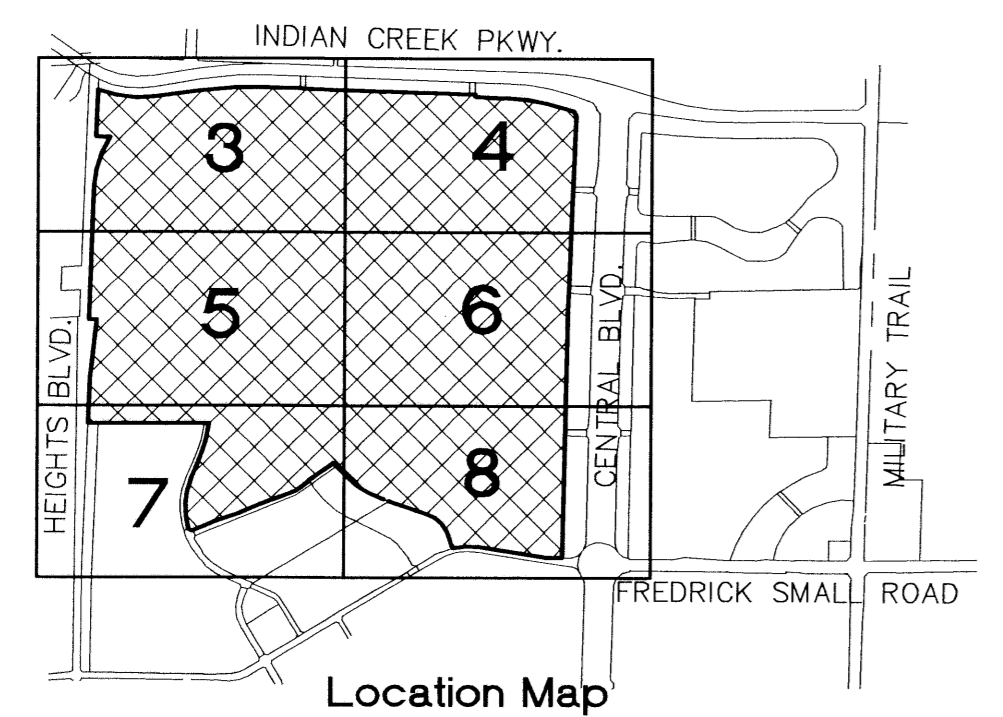 INDIAN CREEK PKWY.
3
4
5
6
HEIGHTS BLVD.
CENTRAL BLVD.
MILITARY TRAIL
7
8
FREDRICK SMALL ROAD
Location Map